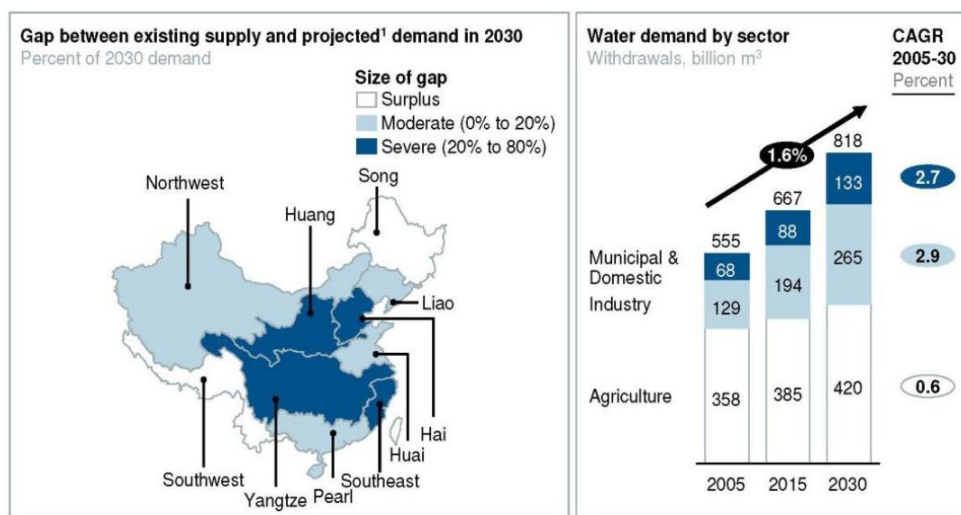 Gap between existing supply and projected¹ demand in 2030
Percent of 2030 demand
Size of gap
Surplus
Moderate (0% to 20%)
Severe (20% to 80%)
Northwest
Song
Huang
Liao
Hai
Huai
Southwest
Southeast
Yangtze
Pearl
Water demand by sector
Withdrawals, billion m³
CAGR
2005-30
Percent
1.6%
818
133
2.7
667
88
555
68
Municipal &
Domestic
265
2.9
194
129
Industry
Agriculture
358
385
420
0.6
2005
2015
2030